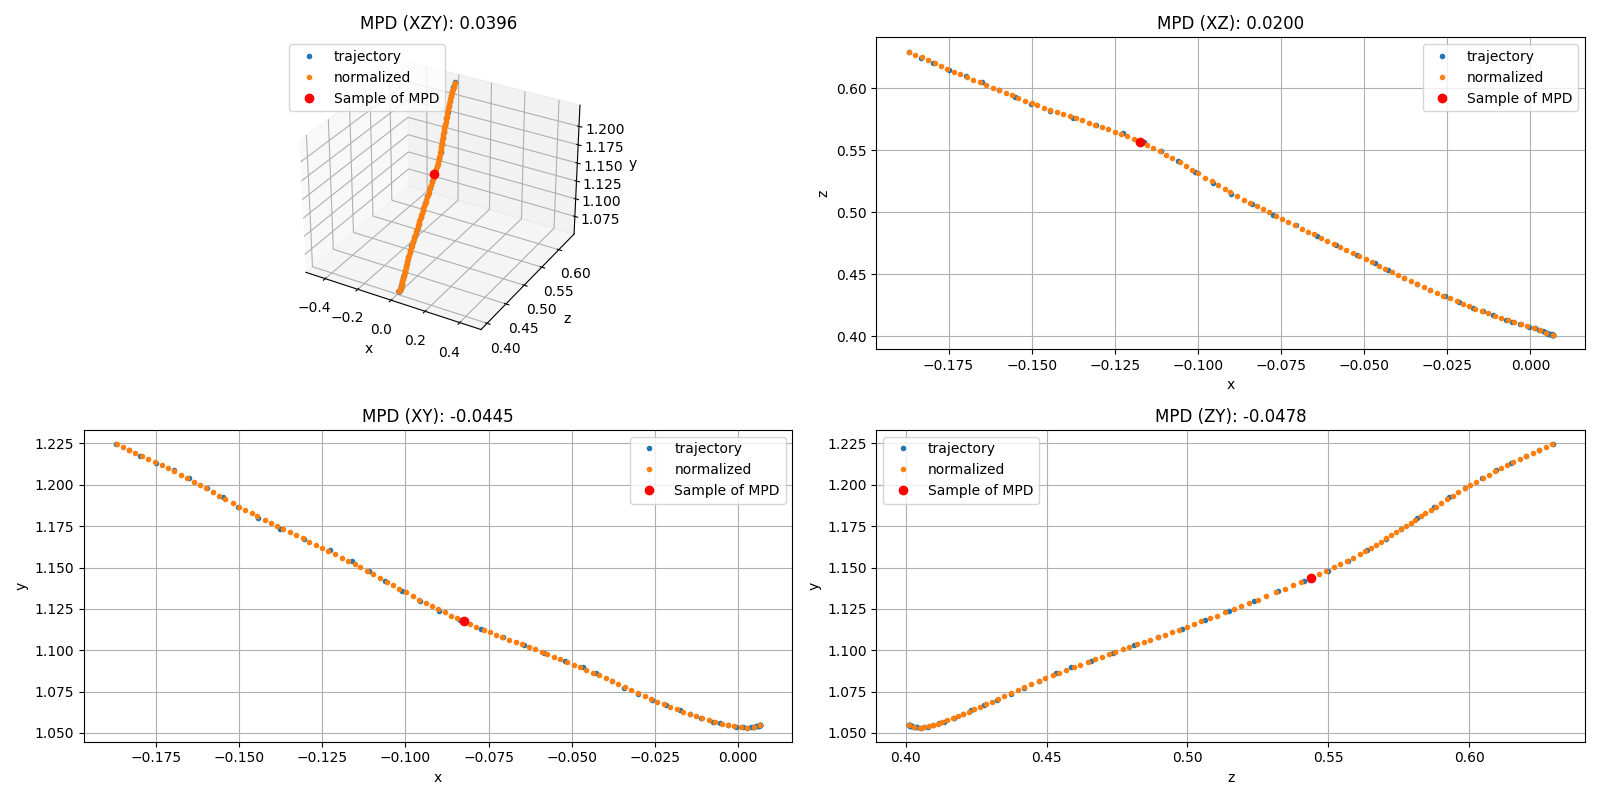 MPD (XZY): 0.0396
trajectory
normalized
Sample of MPD
1.200
1.175
1.150
1.125
1.100
1.075
y
0.60
0.55
0.50
0.45
0.40
z
−0.4
−0.2
0.0
0.2
0.4
x
MPD (XZ): 0.0200
trajectory
normalized
Sample of MPD
0.60
0.55
0.50
0.45
0.40
z
−0.175 −0.150 −0.125 −0.100 −0.075 −0.050 −0.025 0.000
x
MPD (XY): -0.0445
trajectory
normalized
Sample of MPD
1.225
1.200
1.175
1.150
1.125
1.100
1.075
1.050
y
−0.175 −0.150 −0.125 −0.100 −0.075 −0.050 −0.025 0.000
x
MPD (ZY): -0.0478
trajectory
normalized
Sample of MPD
1.225
1.200
1.175
1.150
1.125
1.100
1.075
1.050
y
0.40 0.45 0.50 0.55 0.60
z